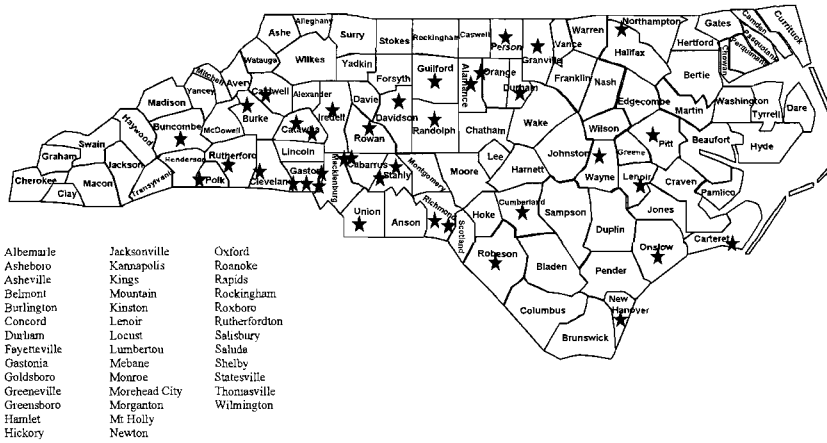 Alleghany
Ashe
Surry
Stokes
Rockingham
Caswell
Person
Granville
Vance
Warren
Northampton
Halifax
Gates
Hertford
Camden
Currituck
Pasquotank
Perquimans
Chowan
Bertie
Watauga
Wilkes
Yadkin
Forsyth
Guilford
Alamance
Orange
Durham
Franklin
Nash
Edgecombe
Martin
Washington
Tyrrell
Dare
Mitchell
Avery
Yancey
Caldwell
Alexander
Iredell
Davie
Davidson
Randolph
Chatham
Wake
Wilson
Pitt
Beaufort
Hyde
Madison
Burke
Buncombe
McDowell
Catawba
Rowan
Haywood
Swain
Graham
Jackson
Henderson
Rutherford
Lincoln
Cabarrus
Stanly
Montgomery
Moore
Lee
Harnett
Johnston
Wayne
Greene
Lenoir
Craven
Pamlico
Cherokee
Clay
Macon
Transylvania
Polk
Cleveland
Gaston
Mecklenburg
Union
Anson
Richmond
Scotland
Hoke
Cumberland
Sampson
Duplin
Jones
Onslow
Carteret
Robeson
Bladen
Pender
Columbus
New
Hanover
Brunswick
Albemarle
Asheboro
Asheville
Belmont
Burlington
Concord
Durham
Fayetteville
Gastonia
Goldsboro
Greeneville
Greensboro
Hamlet
Hickory
Jacksonville
Kannapolis
Kings
Mountain
Kinston
Lenoir
Locust
Lumbertou
Mebane
Monroe
Morehead City
Morganton
Mt Holly
Newton
Oxford
Roanoke
Rapids
Rockingham
Roxboro
Rutherfordton
Salisbury
Saluda
Shelby
Statesville
Thomasville
Wilmington